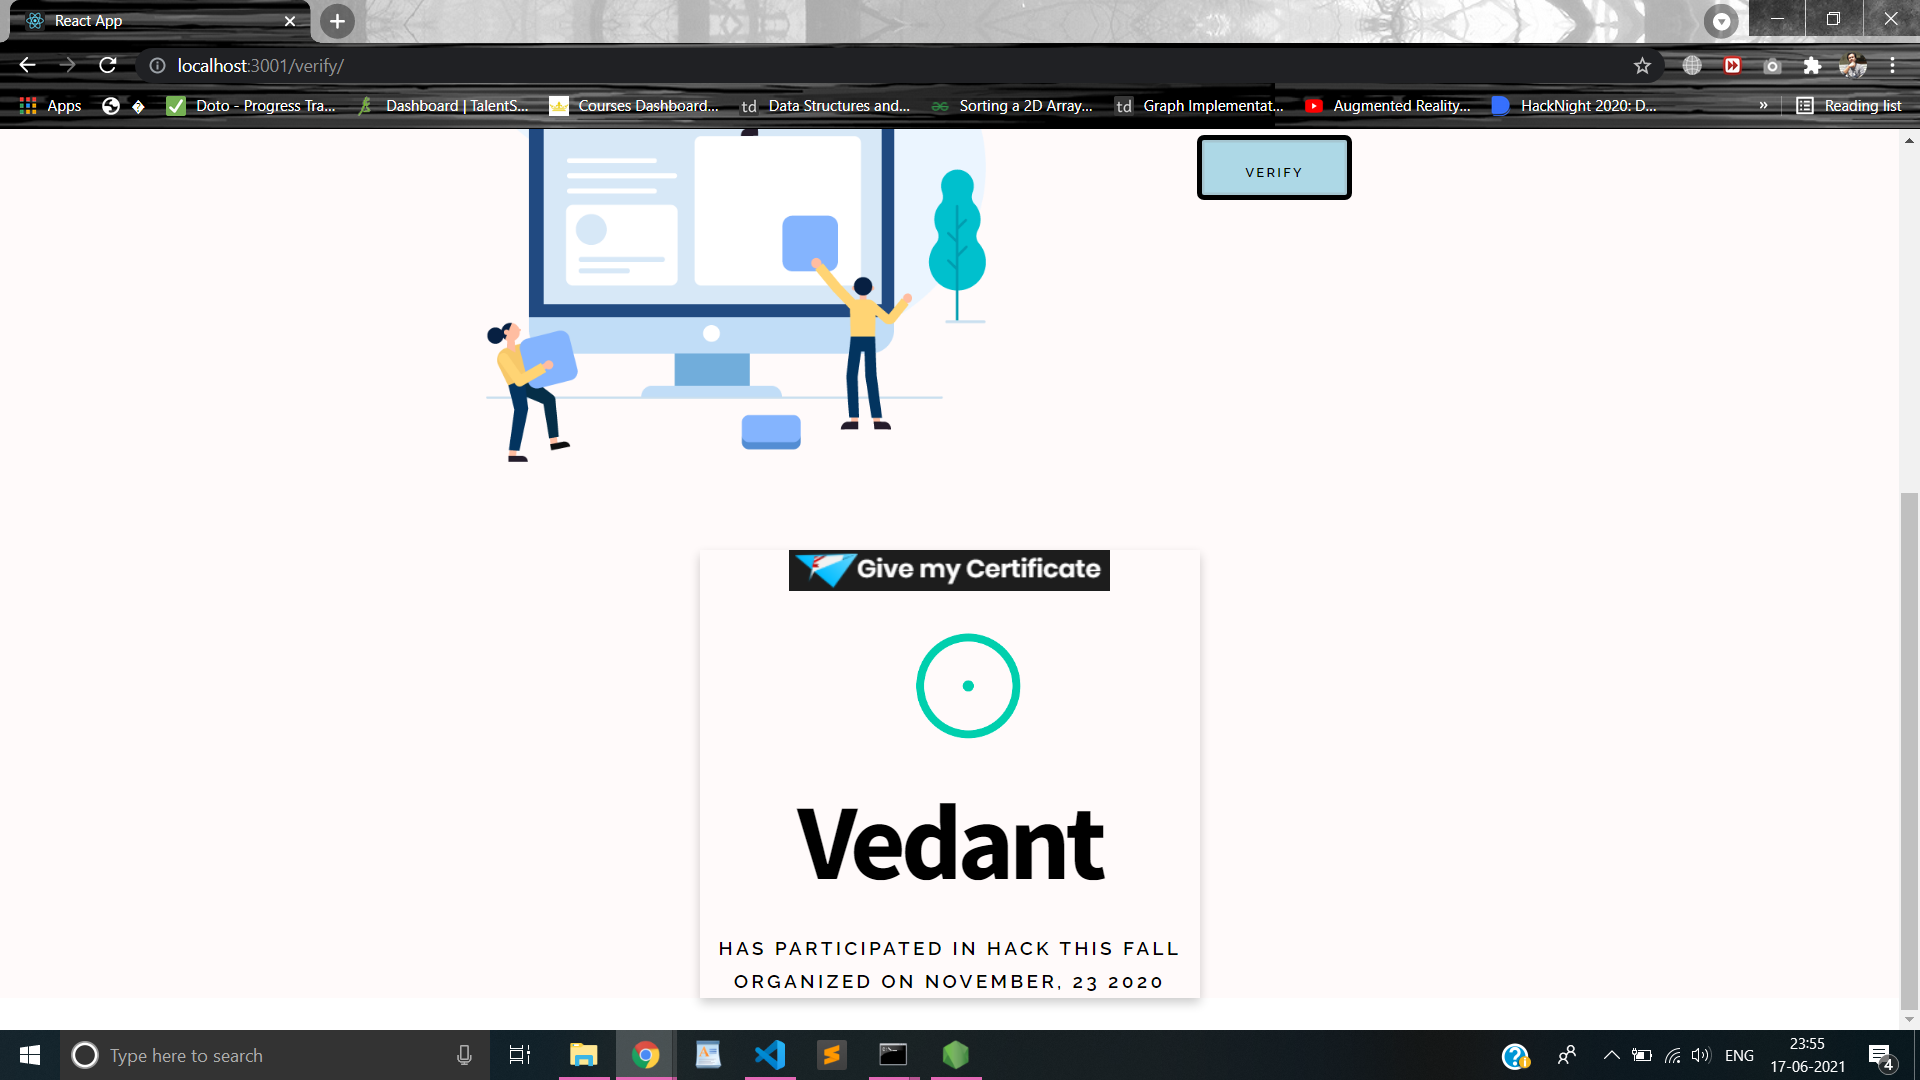 React App
localhost:3001/verify/
Apps
Doto - Progress Tra...
Dashboard | TalentS...
Courses Dashboard...
td
Data Structures and...
Sorting a 2D Array...
td
Graph Implementat...
Augmented Reality...
HackNight 2020: D...
»
Reading list
VERIFY
Give my Certificate
Vedant
HAS PARTICIPATED IN HACK THIS FALL
ORGANIZED ON NOVEMBER, 23 2020
Type here to search
ENG
23:55
17-06-2021
4